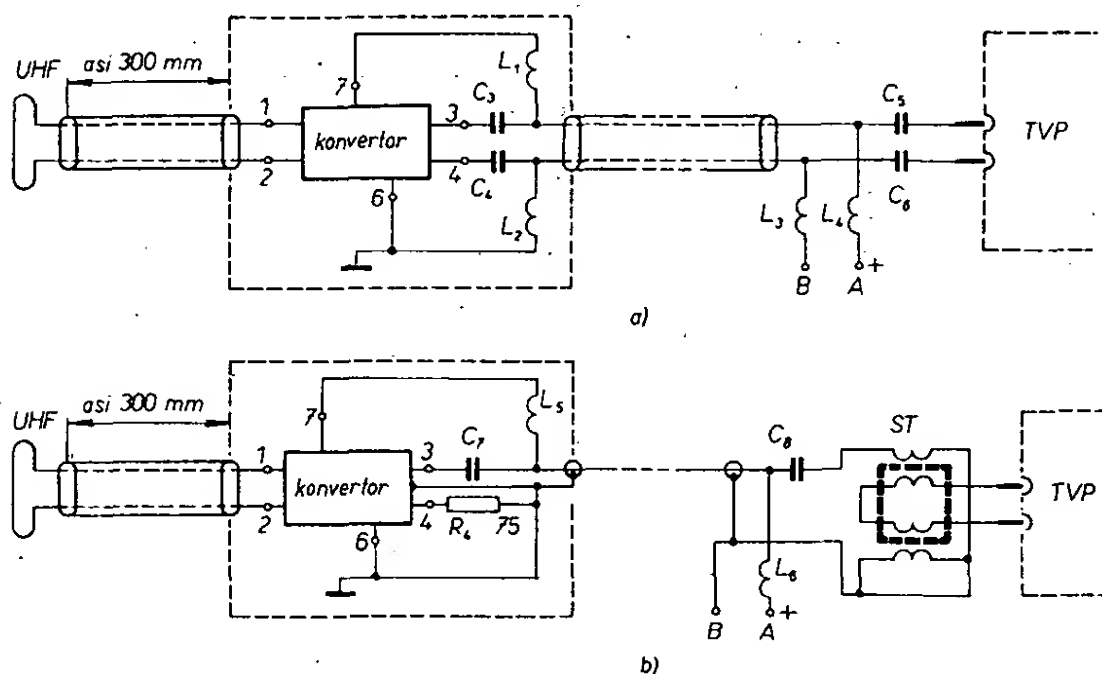 UHF
asi 300 mm
1
2
7
konvertor
3
4
6
C3
C4
L1
L2
L3
L4
B
A
+
C5
C6
TVP
a)
UHF
asi 300 mm
1
2
7
konvertor
3
4
6
C7
R4
75
L5
C8
L6
B
A
+
ST
TVP
b)